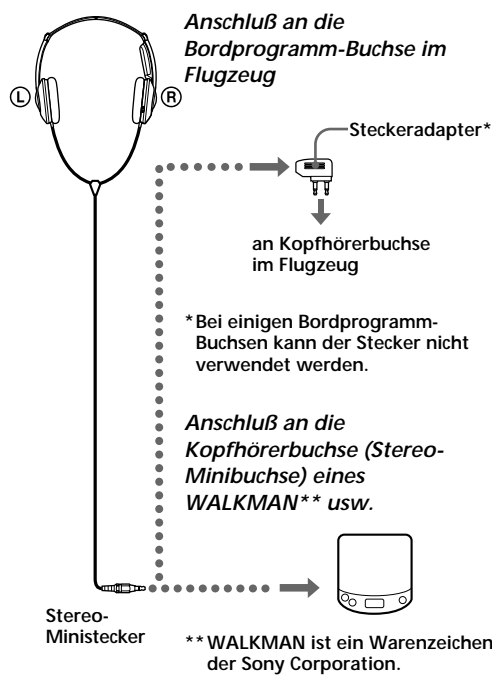 Anschluß an die
Bordprogramm-Buchse im
Flugzeug
L
R
Steckeradapter*
an Kopfhörerbuchse
im Flugzeug
*Bei einigen Bordprogramm-
Buchsen kann der Stecker nicht
verwendet werden.
Anschluß an die
Kopfhörerbuchse (Stereo-
Minibuchse) eines
WALKMAN** usw.
Stereo-
Ministecker
**WALKMAN ist ein Warenzeichen
der Sony Corporation.